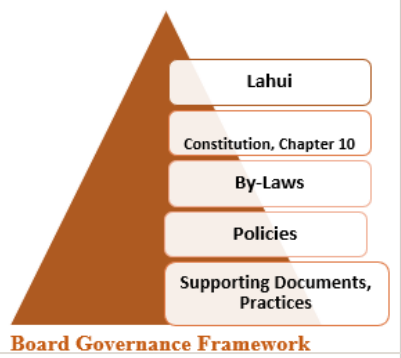 Lahui
Constitution, Chapter 10
By-Laws
Policies
Supporting Documents,
Practices
Board Governance Framework